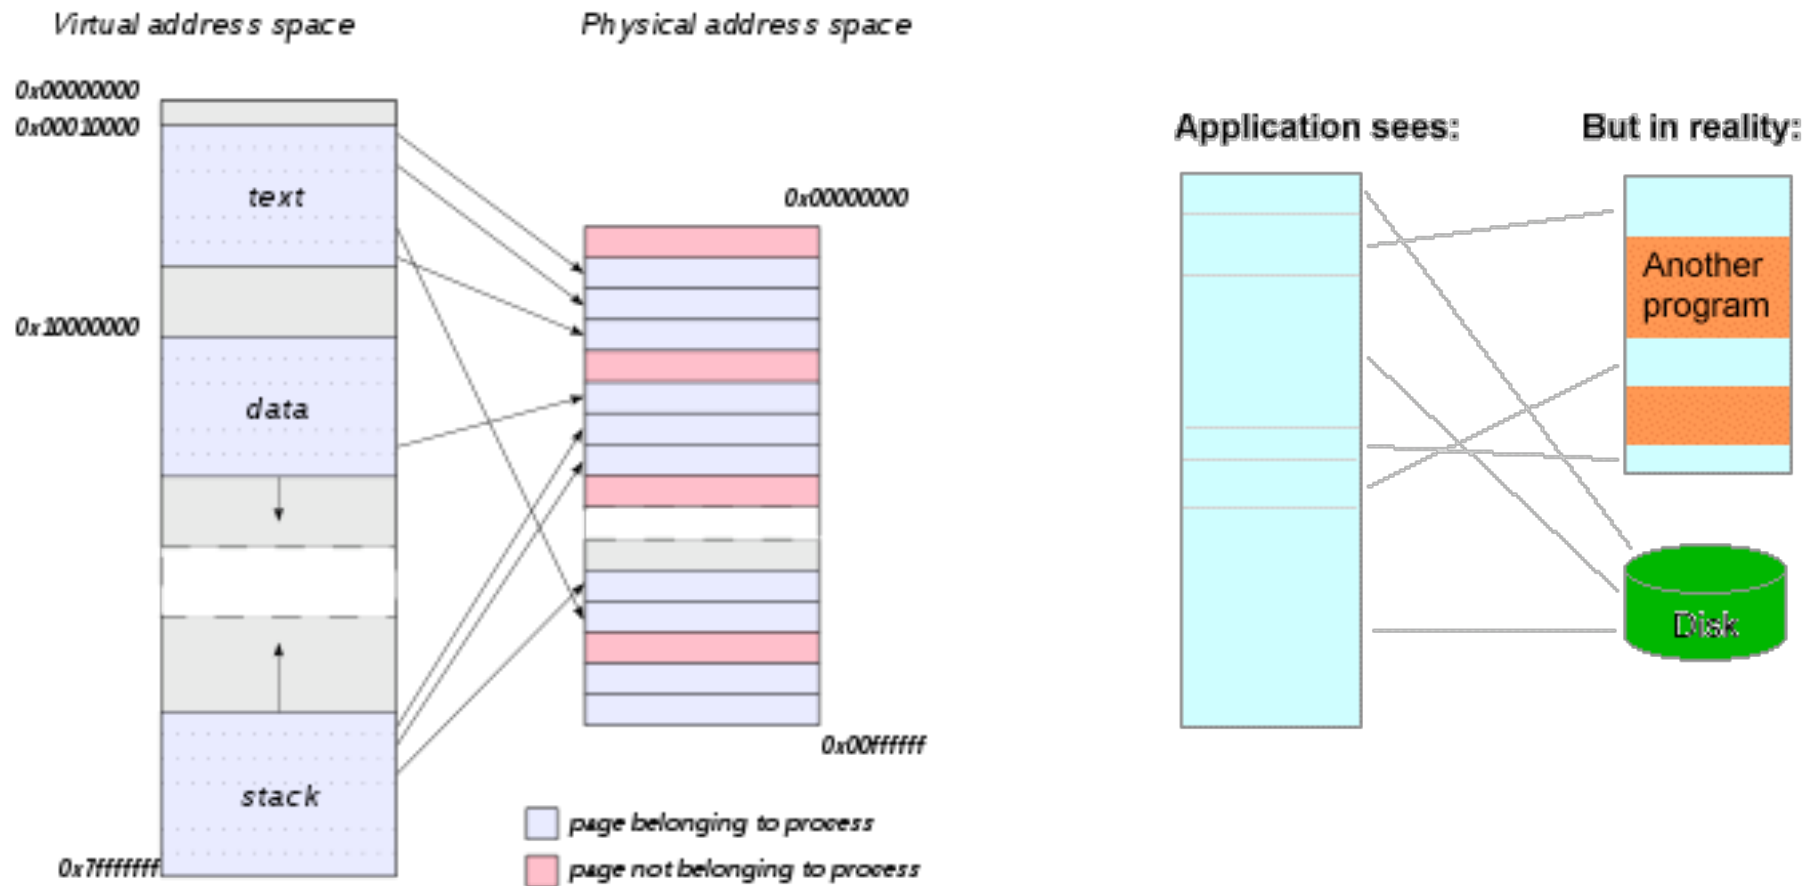 Virtual address space
Physical address space
0x00000000
0x00010000
text
0x10000000
data
stack
0x7fffffff
0x00000000
0x00ffffff
page belonging to process
page not belonging to process
Application sees:
But in reality:
Another
program
Disk